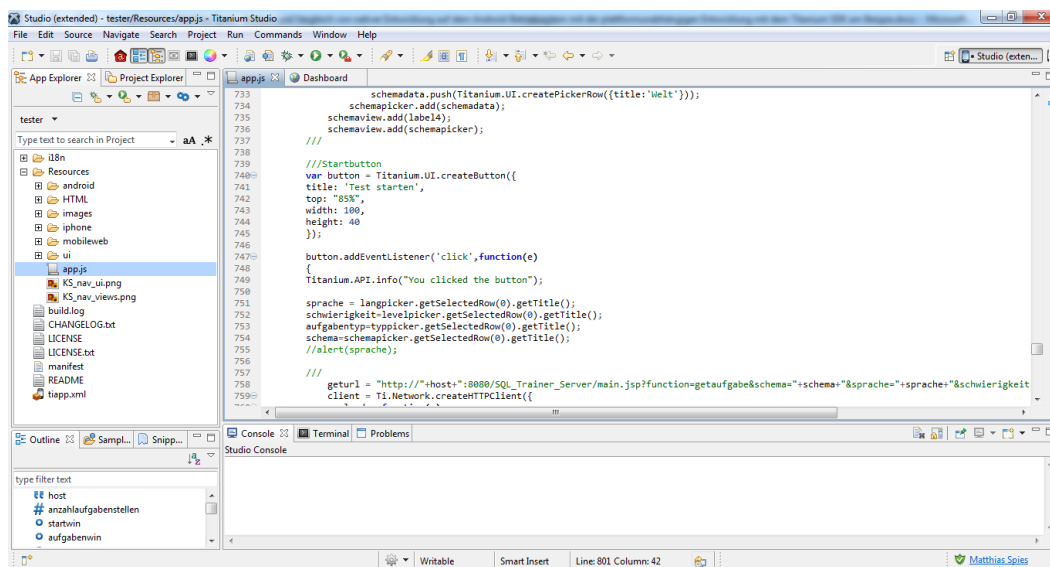 Studio (extended) - tester/Resources/app.js - Titanium Studio
File Edit Source Navigate Search Project Run Commands Window Help
Studio (exten...
App Explorer Project Explorer
tester
Type text to search in Project
aA .*
i18n
Resources
android
HTML
images
iphone
mobileweb
ui
app.js
KS_nav_ui.png
KS_nav_views.png
build.log
CHANGELOG.txt
LICENSE
LICENSE.txt
manifest
README
tiapp.xml
Outline Sampl... Snipp...
type filter text
host
anzahlaufgabenstellen
startwin
aufgabenwin
app.js Dashboard
733 schemadata.push(Titanium.UI.createPickerRow({title:'Welt'}));
734 schemapicker.add(schemadata);
735 schemaview.add(label4);
736 schemaview.add(schemapicker);
737 ///
738
739 ///Startbutton
740 var button = Titanium.UI.createButton({
741 title: 'Test starten',
742 top: "85%",
743 width: 100,
744 height: 40
745 });
746
747 button.addEventListener('click',function(e)
748 {
749 Titanium.API.info("You clicked the button");
750
751 sprache = langpicker.getSelectedRow(0).getTitle();
752 schwierigkeit=levelpicker.getSelectedRow(0).getTitle();
753 aufgabentyp=typpicker.getSelectedRow(0).getTitle();
754 schema=schemapicker.getSelectedRow(0).getTitle();
755 //alert(sprache);
756
757 ///
758 geturl = "http://"+host+":8080/SQL_Trainer_Server/main.jsp?function=getaufgabe&schema="+schema+"&sprache="+sprache+"&schwierigkeit
759 client = Ti.Network.createHTTPClient({
Console Terminal Problems
Studio Console
Writable Smart Insert Line: 801 Column: 42 Matthias Spies